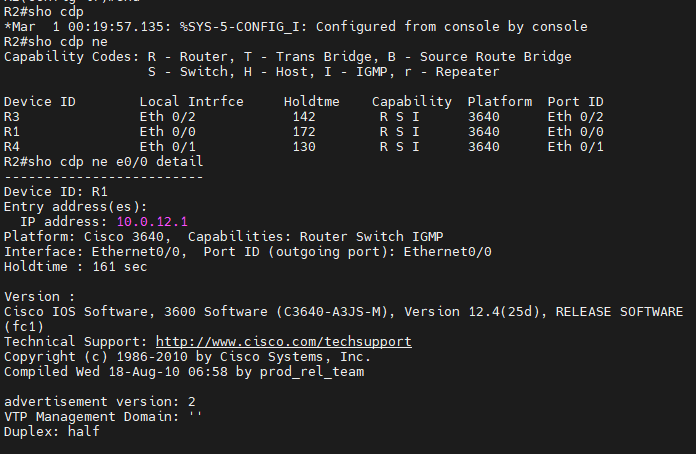 R2#sho cdp
*Mar  1 00:19:57.135: %SYS-5-CONFIG_I: Configured from console by console
R2#sho cdp ne
Capability Codes: R - Router, T - Trans Bridge, B - Source Route Bridge
                  S - Switch, H - Host, I - IGMP, r - Repeater
Device ID        Local Intrfce     Holdtme    Capability  Platform  Port ID
R3               Eth 0/2            142        R S I      3640      Eth 0/2
R1               Eth 0/0            172        R S I      3640      Eth 0/0
R4               Eth 0/1            130        R S I      3640      Eth 0/1
R2#sho cdp ne e0/0 detail
-------------------------
Device ID: R1
Entry address(es):
  IP address: 10.0.12.1
Platform: Cisco 3640,  Capabilities: Router Switch IGMP
Interface: Ethernet0/0,  Port ID (outgoing port): Ethernet0/0
Holdtime : 161 sec
Version :
Cisco IOS Software, 3600 Software (C3640-A3JS-M), Version 12.4(25d), RELEASE SOFTWARE
(fc1)
Technical Support: http://www.cisco.com/techsupport
Copyright (c) 1986-2010 by Cisco Systems, Inc.
Compiled Wed 18-Aug-10 06:58 by prod_rel_team
advertisement version: 2
VTP Management Domain: ''
Duplex: half